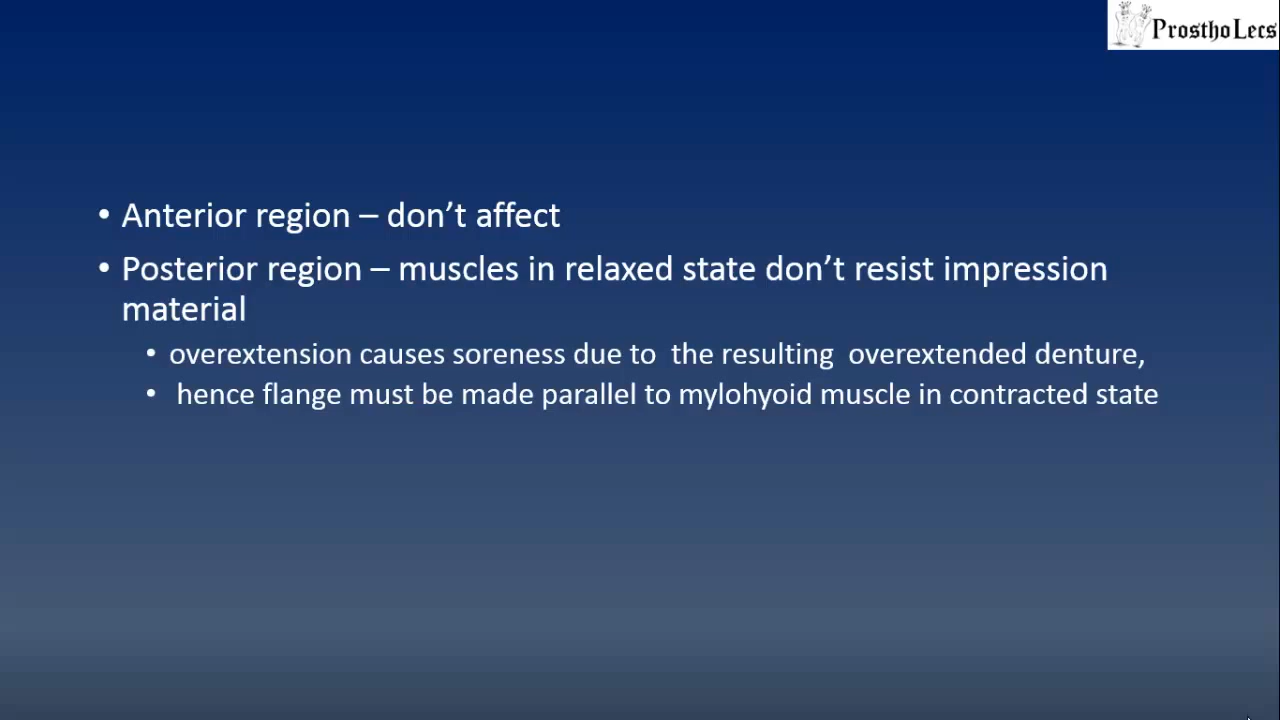 ProsthoLecs
• Anterior region – don’t affect
• Posterior region – muscles in relaxed state don’t resist impression
material
• overextension causes soreness due to the resulting overextended denture,
• hence flange must be made parallel to mylohyoid muscle in contracted state